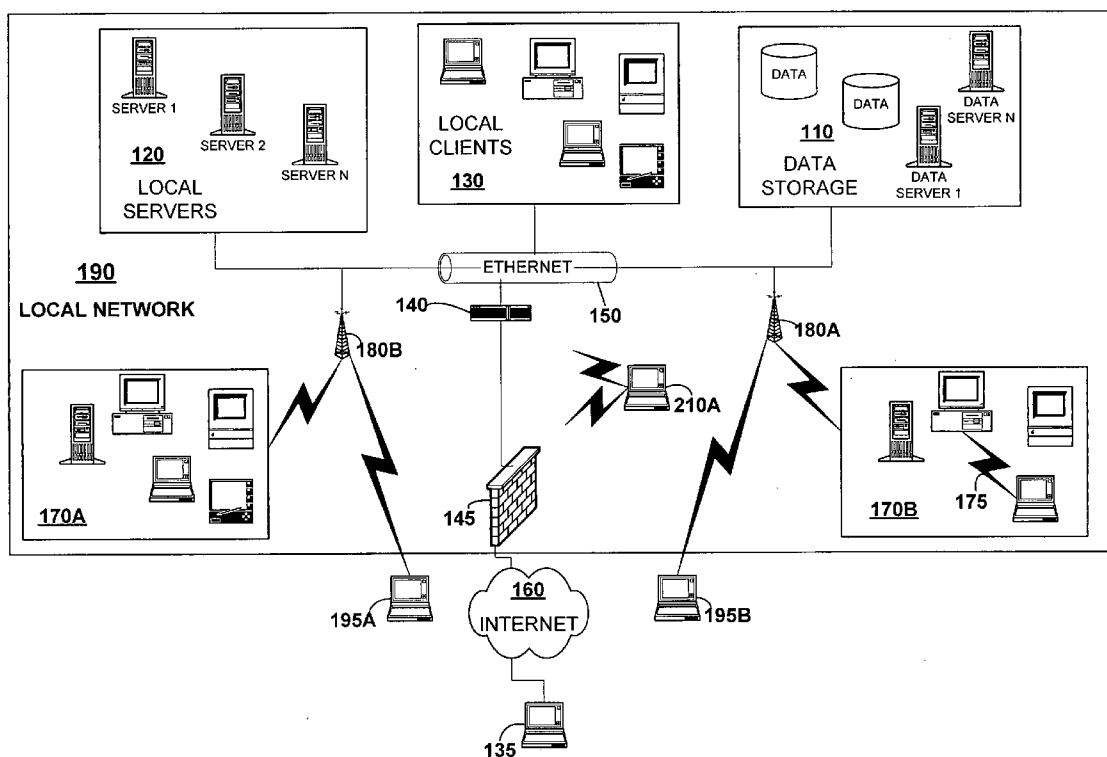 SERVER 1
SERVER 2
SERVER N
120
LOCAL
SERVERS
LOCAL
CLIENTS
130
DATA
DATA
DATA
SERVER N
110
DATA
STORAGE
DATA
SERVER 1
190
LOCAL NETWORK
ETHERNET
140
150
180B
180A
210A
170A
145
175
170B
195A
160
INTERNET
195B
135